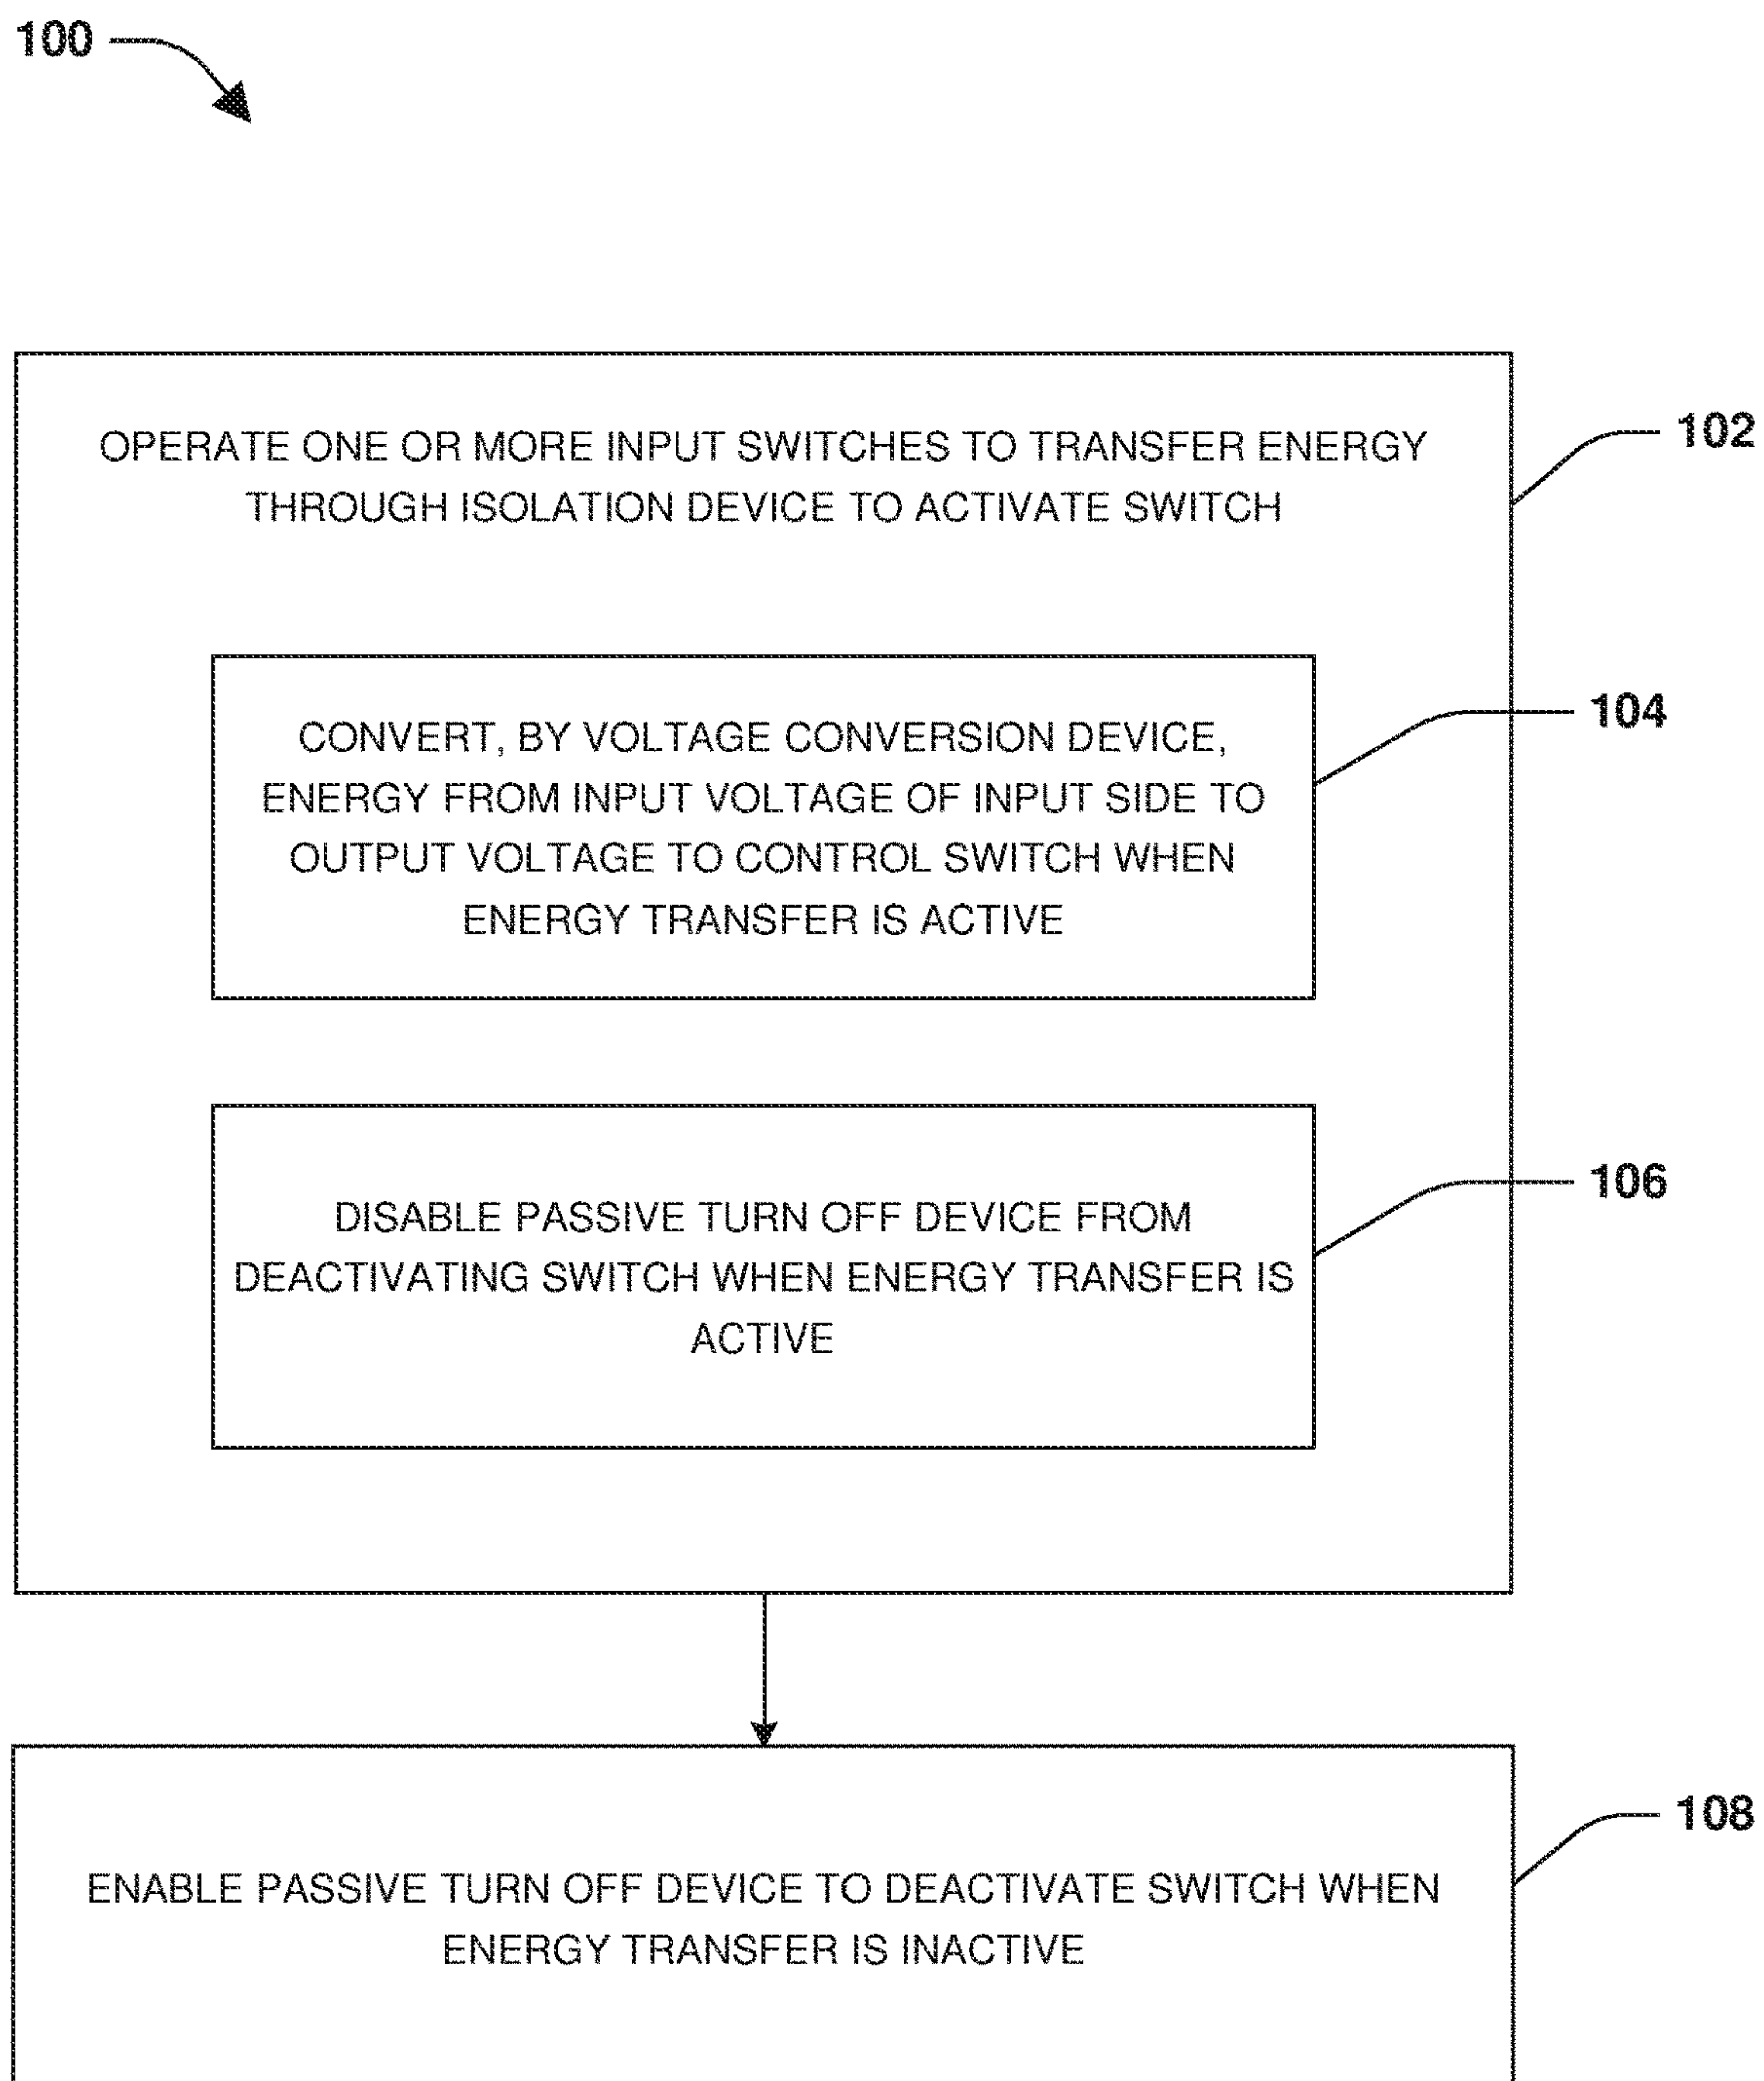 100
OPERATE ONE OR MORE INPUT SWITCHES TO TRANSFER ENERGY
THROUGH ISOLATION DEVICE TO ACTIVATE SWITCH
102
CONVERT, BY VOLTAGE CONVERSION DEVICE,
ENERGY FROM INPUT VOLTAGE OF INPUT SIDE TO
OUTPUT VOLTAGE TO CONTROL SWITCH WHEN
ENERGY TRANSFER IS ACTIVE
104
DISABLE PASSIVE TURN OFF DEVICE FROM
DEACTIVATING SWITCH WHEN ENERGY TRANSFER IS
ACTIVE
106
ENABLE PASSIVE TURN OFF DEVICE TO DEACTIVATE SWITCH WHEN
ENERGY TRANSFER IS INACTIVE
108